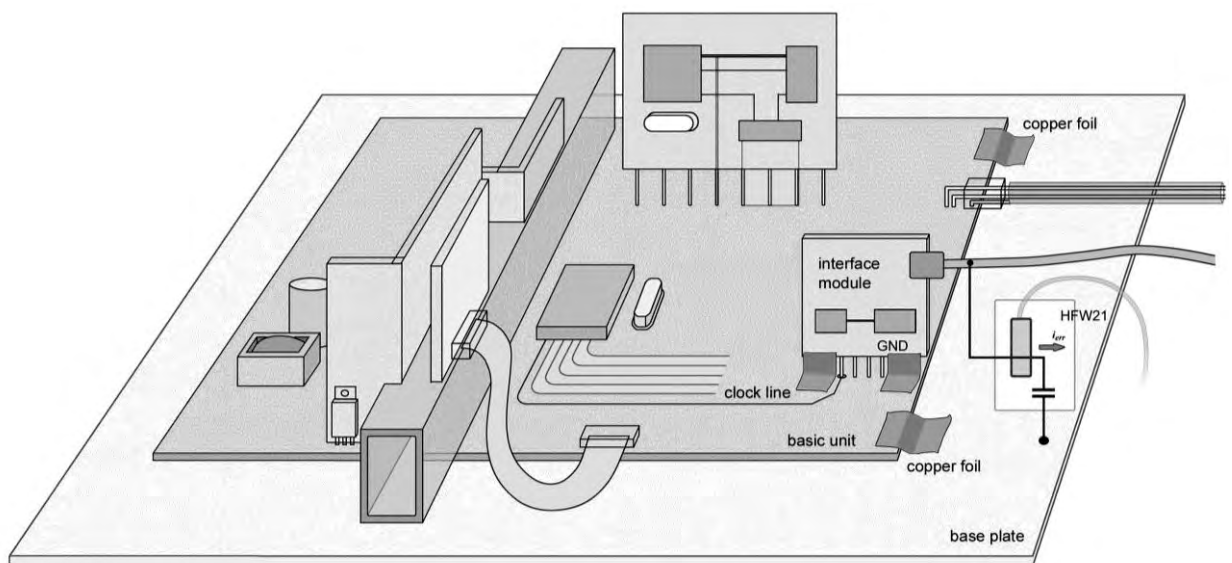 copper foil
interface
module
HFW21
i_err
GND
clock line
basic unit
copper foil
base plate